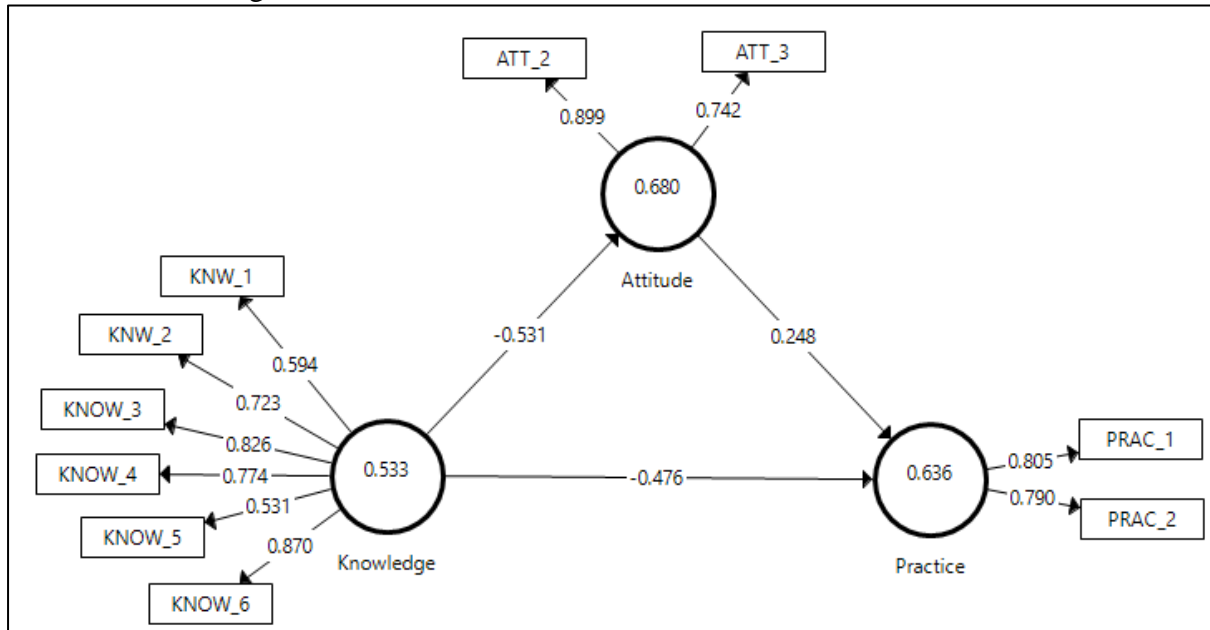 ATT_2
ATT_3
0.899
0.742
0.680
Attitude
KNW_1
KNW_2
KNOW_3
KNOW_4
KNOW_5
KNOW_6
0.594
0.723
0.826
0.774
0.531
0.870
0.533
Knowledge
-0.531
0.248
-0.476
0.636
Practice
0.805
0.790
PRAC_1
PRAC_2